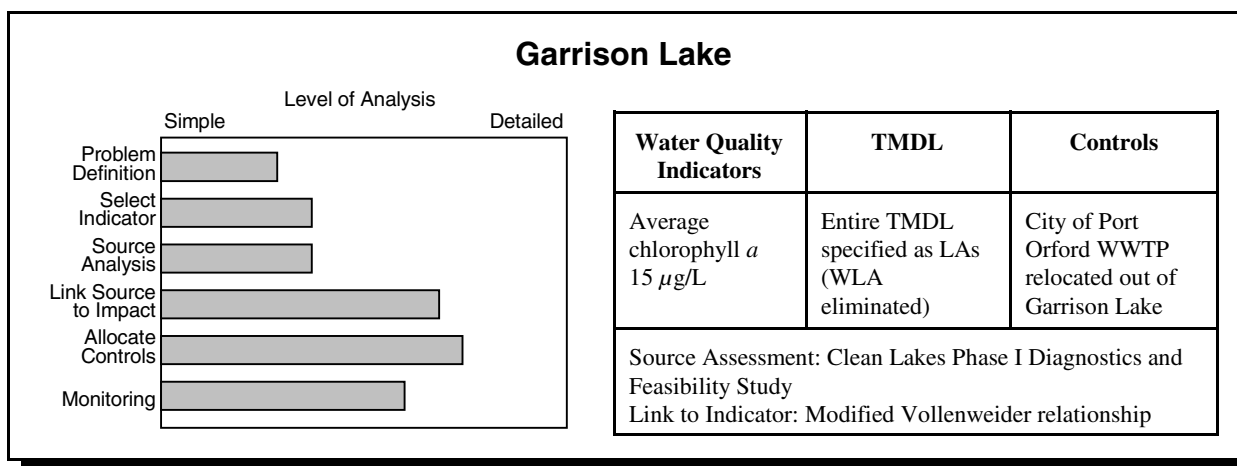 Garrison Lake
Level of Analysis
Simple
Detailed
Problem
Definition
Select
Indicator
Source
Analysis
Link Source
to Impact
Allocate
Controls
Monitoring
Water Quality
Indicators
TMDL
Controls
Average
chlorophyll a
15 µg/L
Entire TMDL
specified as LAs
(WLA
eliminated)
City of Port
Orford WWTP
relocated out of
Garrison Lake
Source Assessment: Clean Lakes Phase I Diagnostics and
Feasibility Study
Link to Indicator: Modified Vollenweider relationship